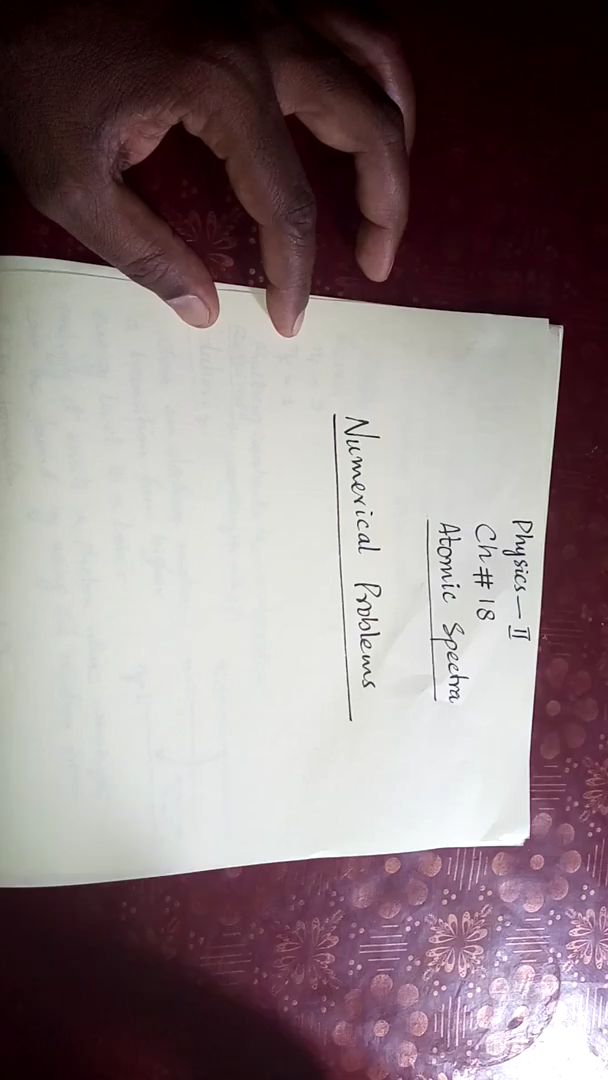 Physics - II
Ch # 18
Atomic Spectra
Numerical Problems